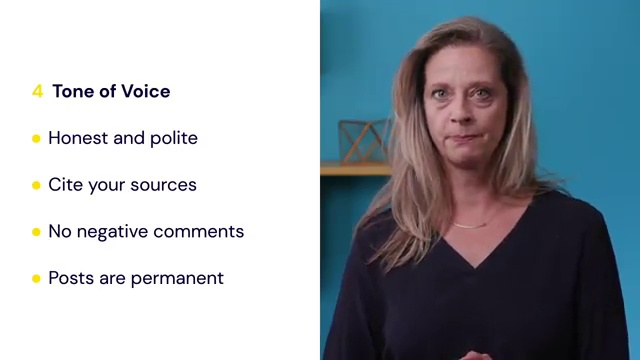 4 Tone of Voice
Honest and polite
Cite your sources
No negative comments
Posts are permanent